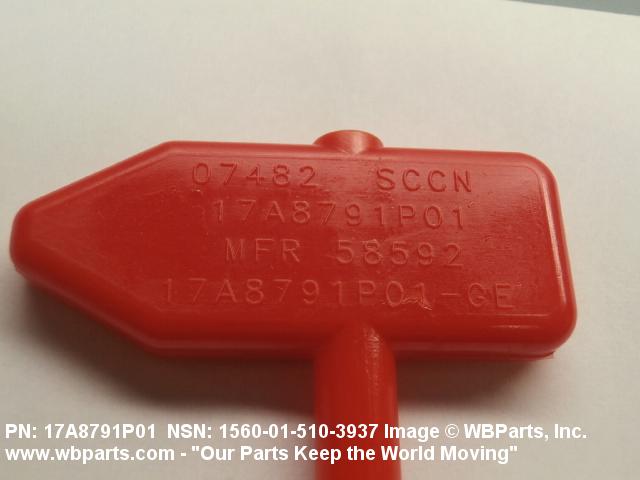 07482 SCCN
17A8791P01
MFR 58592
17A8791P01-GE
PN: 17A8791P01 NSN: 1560-01-510-3937 Image © WBParts, Inc.
www.wbparts.com - "Our Parts Keep the World Moving"